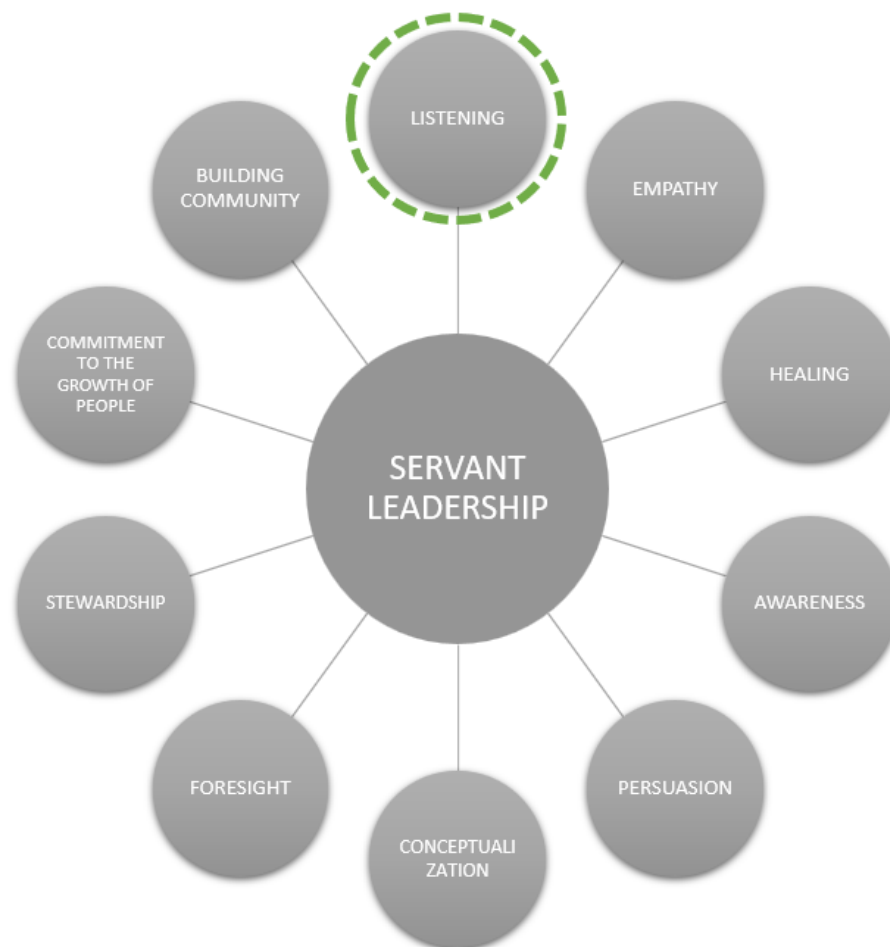 LISTENING
EMPATHY
HEALING
AWARENESS
PERSUASION
CONCEPTUALI
ZATION
FORESIGHT
STEWARDSHIP
COMMITMENT
TO THE
GROWTH OF
PEOPLE
BUILDING
COMMUNITY
SERVANT
LEADERSHIP